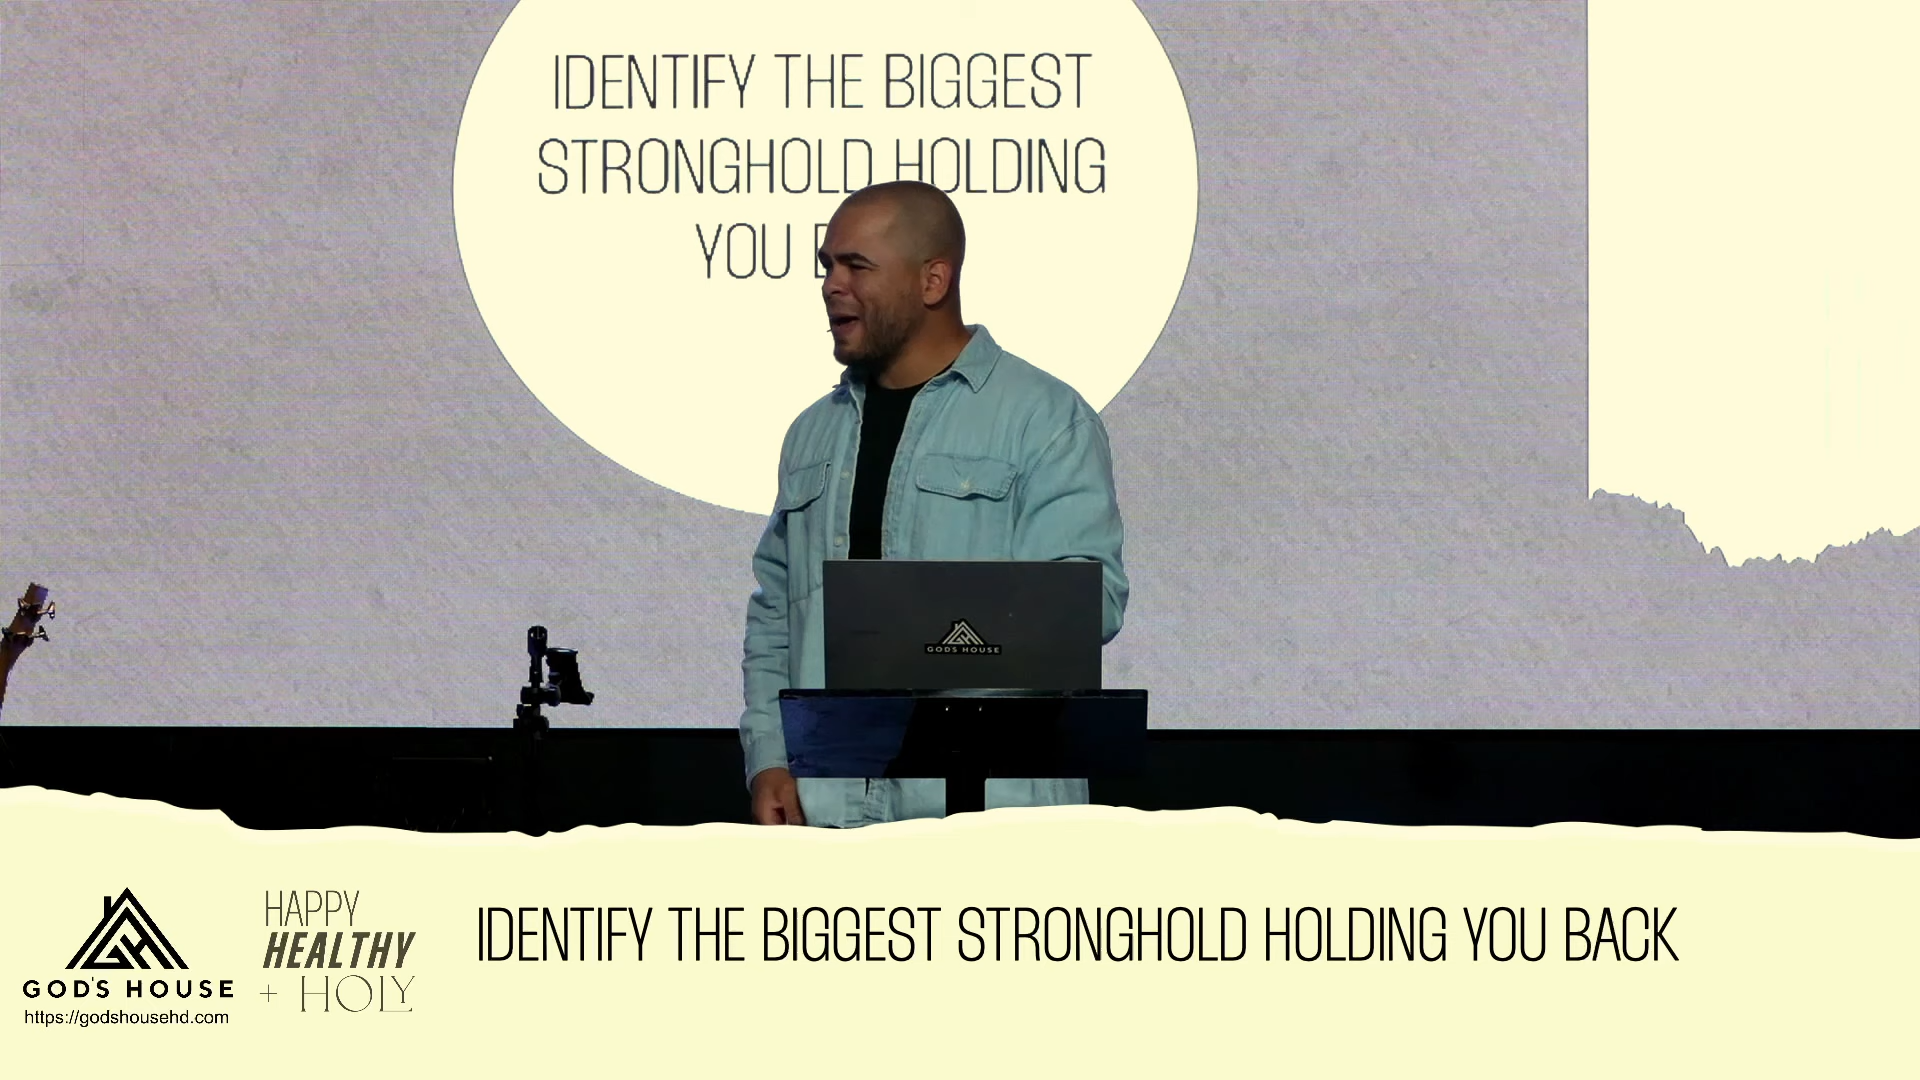 IDENTIFY THE BIGGEST
STRONGHOLD HOLDING
YOU
GODS HOUSE
GOD'S HOUSE
https://godshousehd.com
HAPPY
HEALTHY
+ HOLY
IDENTIFY THE BIGGEST STRONGHOLD HOLDING YOU BACK